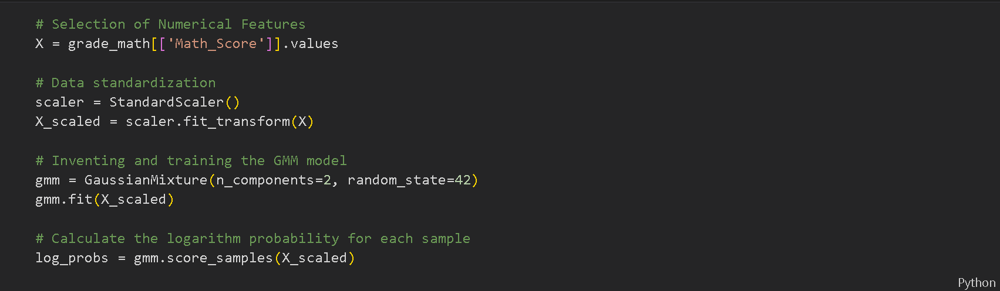 # Selection of Numerical Features
X = grade_math[['Math_Score']].values
# Data standardization
scaler = StandardScaler()
X_scaled = scaler.fit_transform(X)
# Inventing and training the GMM model
gmm = GaussianMixture(n_components=2, random_state=42)
gmm.fit(X_scaled)
# Calculate the logarithm probability for each sample
log_probs = gmm.score_samples(X_scaled)
Python